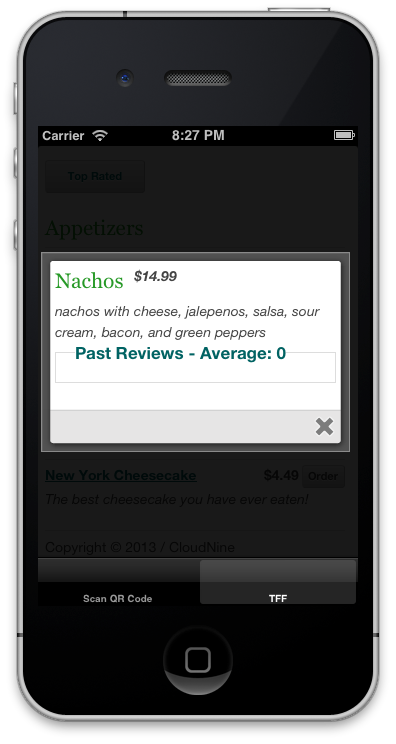 Carrier 8:27 PM
Top Rated
Appetizers
Nachos $14.99
nachos with cheese, jalepenos, salsa, sour
cream, bacon, and green peppers
Past Reviews - Average: 0
New York Cheesecake $4.49 Order
The best cheesecake you have ever eaten!
Copyright © 2013 / CloudNine
Scan QR Code TFF